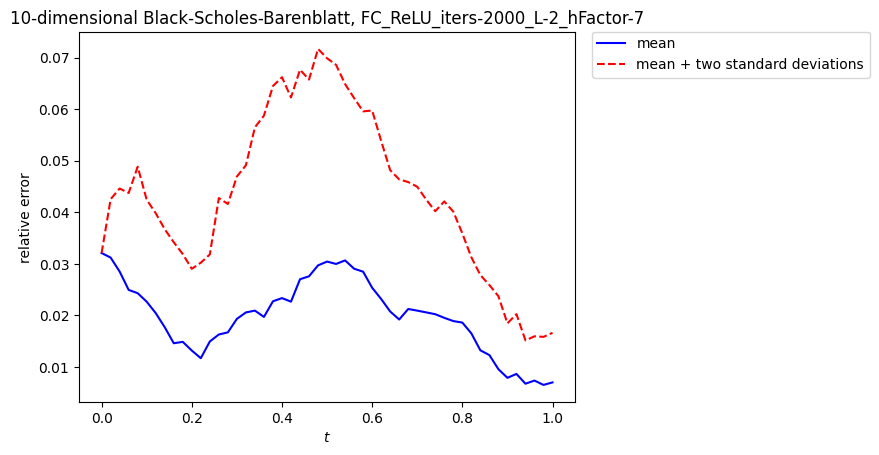 10-dimensional Black-Scholes-Barenblatt, FC_ReLU_iters-2000_L-2_hFactor-7
mean
mean + two standard deviations
relative error
0.07
0.06
0.05
0.04
0.03
0.02
0.01
0.0
0.2
0.4
0.6
0.8
1.0
t